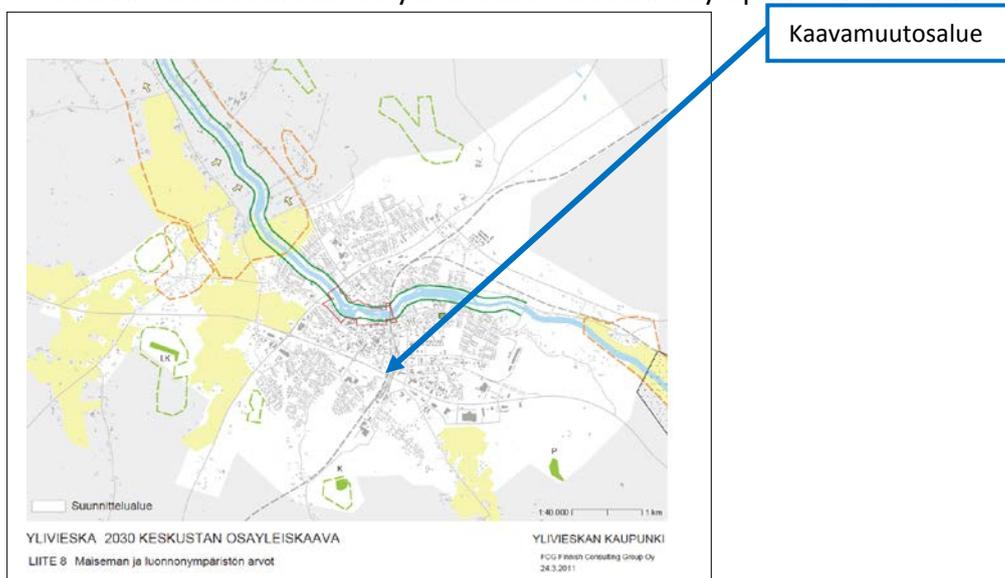 Kaavamuutosalue
LK
K
P
Suunnittelualue
1:40.000
1 km
YLIVIESKA 2030 KESKUSTAN OSAYLEISKAAVA
YLIVIESKAN KAUPUNKI
LIITE 8 Maiseman ja luonnonympäristön arvot
FCG Finnish Consulting Group Oy
24.3.2011